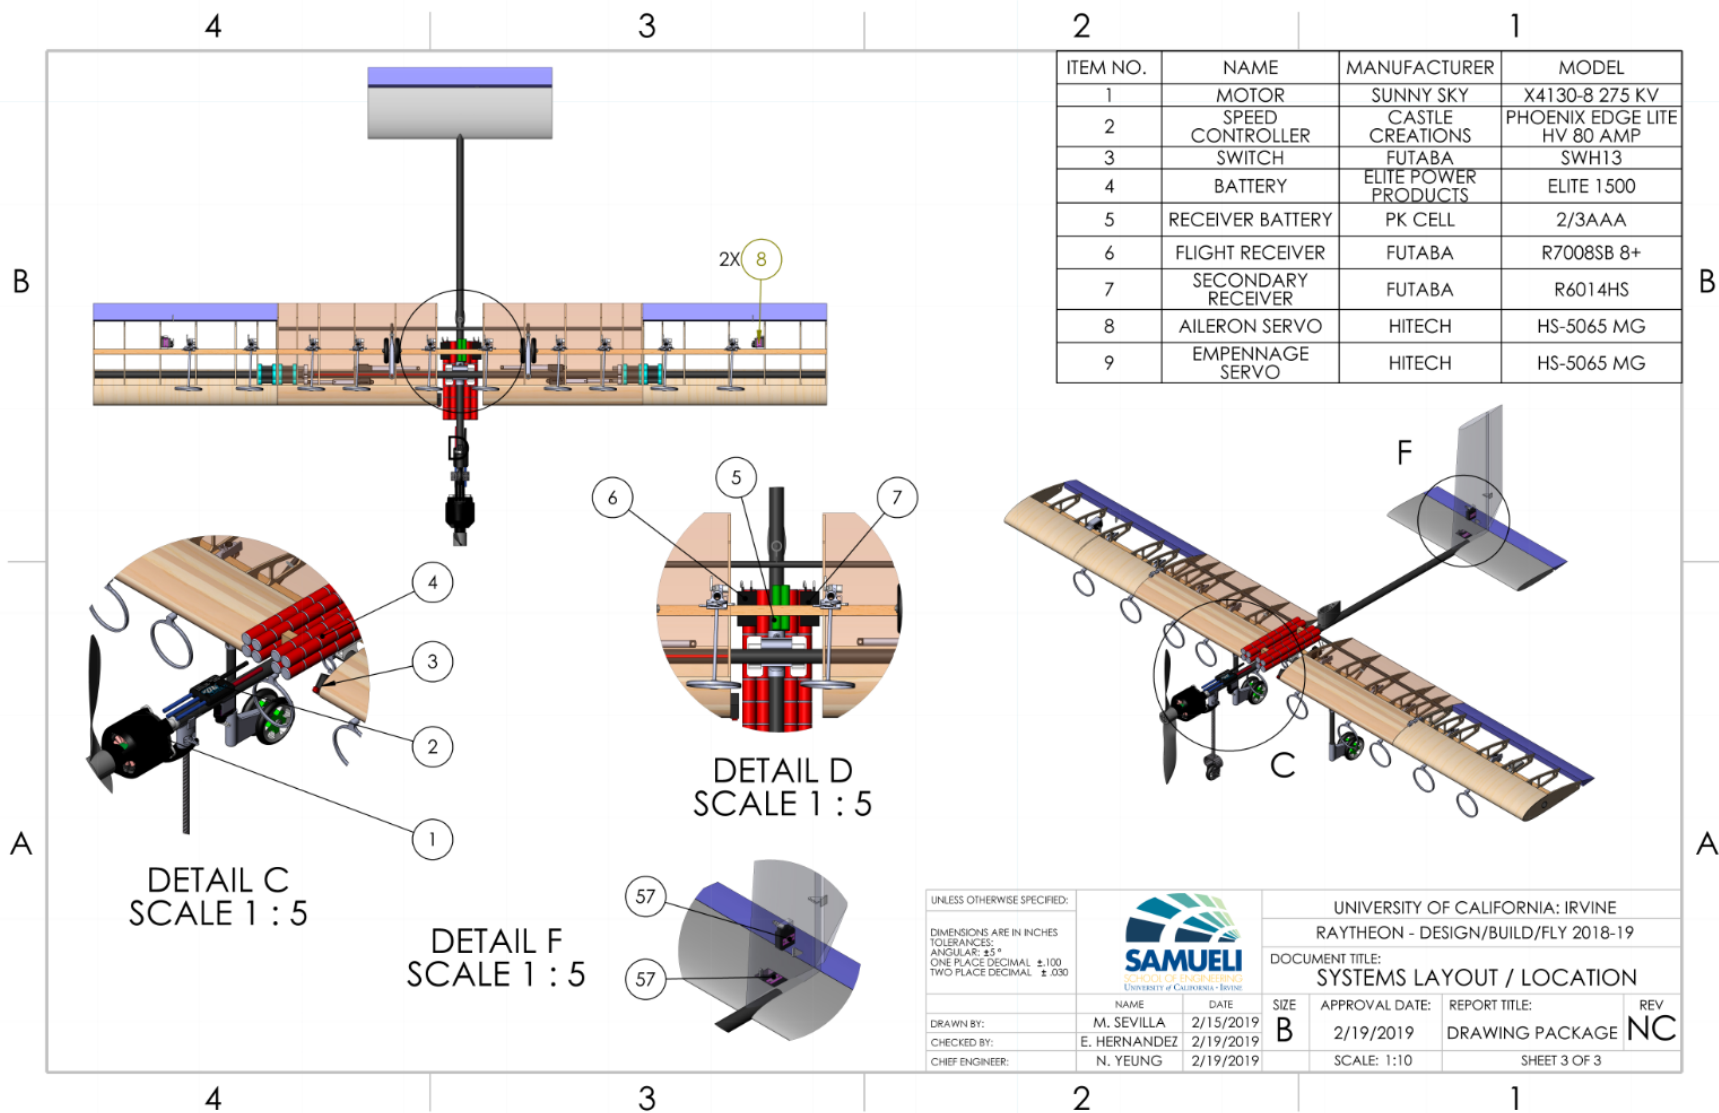 4 3 2 1
ITEM NO. NAME MANUFACTURER MODEL
1 MOTOR SUNNY SKY X4130-8 275 KV
2 SPEED CONTROLLER CASTLE CREATIONS PHOENIX EDGE LITE HV 80 AMP
3 SWITCH FUTABA SWH13
4 BATTERY ELITE POWER PRODUCTS ELITE 1500
5 RECEIVER BATTERY PK CELL 2/3AAA
6 FLIGHT RECEIVER FUTABA R7008SB 8+
7 SECONDARY RECEIVER FUTABA R6014HS
8 AILERON SERVO HITECH HS-5065 MG
9 EMPENNAGE SERVO HITECH HS-5065 MG
B
B
2X 8
D
F
C
6
5
7
4
3
2
1
DETAIL C
SCALE 1 : 5
DETAIL D
SCALE 1 : 5
57
57
DETAIL F
SCALE 1 : 5
A
A
UNLESS OTHERWISE SPECIFIED:
DIMENSIONS ARE IN INCHES
TOLERANCES:
ANGULAR: ±5°
ONE PLACE DECIMAL ±.100
TWO PLACE DECIMAL ±.030
SAMUELI
SCHOOL OF ENGINEERING
UNIVERSITY of CALIFORNIA • IRVINE
UNIVERSITY OF CALIFORNIA: IRVINE
RAYTHEON - DESIGN/BUILD/FLY 2018-19
DOCUMENT TITLE:
SYSTEMS LAYOUT / LOCATION
NAME DATE
DRAWN BY: M. SEVILLA 2/15/2019
CHECKED BY: E. HERNANDEZ 2/19/2019
CHIEF ENGINEER: N. YEUNG 2/19/2019
SIZE
B
APPROVAL DATE:
2/19/2019
REPORT TITLE:
DRAWING PACKAGE
REV
NC
SCALE: 1:10
SHEET 3 OF 3
4 3 2 1